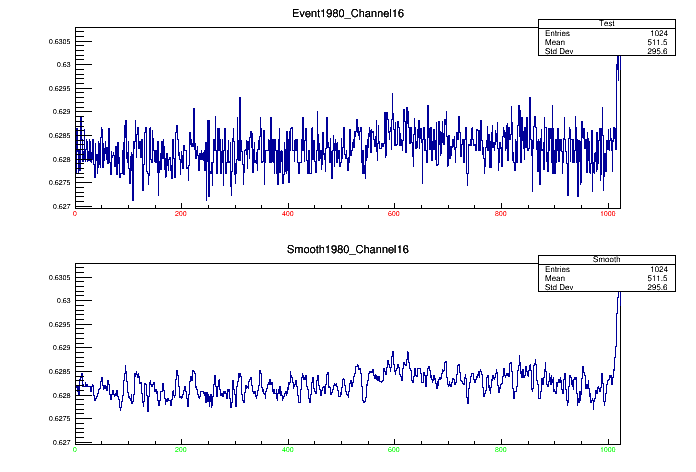 Event1980_Channel16
Test
Entries 1024
Mean 511.5
Std Dev 295.6
0.6305
0.63
0.6295
0.629
0.6285
0.628
0.6275
0.627
0 200 400 600 800 1000
Smooth1980_Channel16
Smooth
Entries 1024
Mean 511.5
Std Dev 295.6
0.6305
0.63
0.6295
0.629
0.6285
0.628
0.6275
0.627
0 200 400 600 800 1000